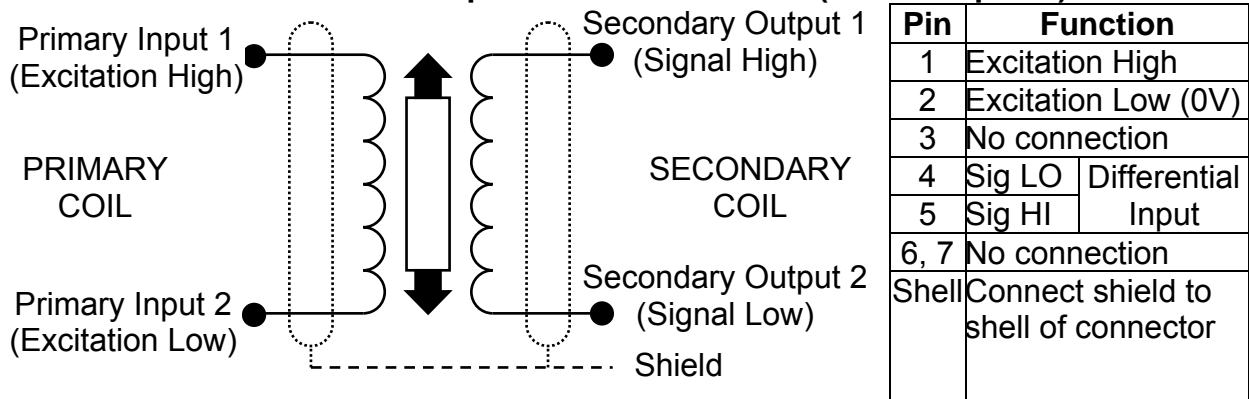 Primary Input 1
(Excitation High)
Secondary Output 1
(Signal High)
PRIMARY
COIL
SECONDARY
COIL
Primary Input 2
(Excitation Low)
Secondary Output 2
(Signal Low)
Shield
Pin Function
1 Excitation High
2 Excitation Low (0V)
3 No connection
4 Sig LO Differential
5 Sig HI Input
6, 7 No connection
Shell Connect shield to
shell of connector